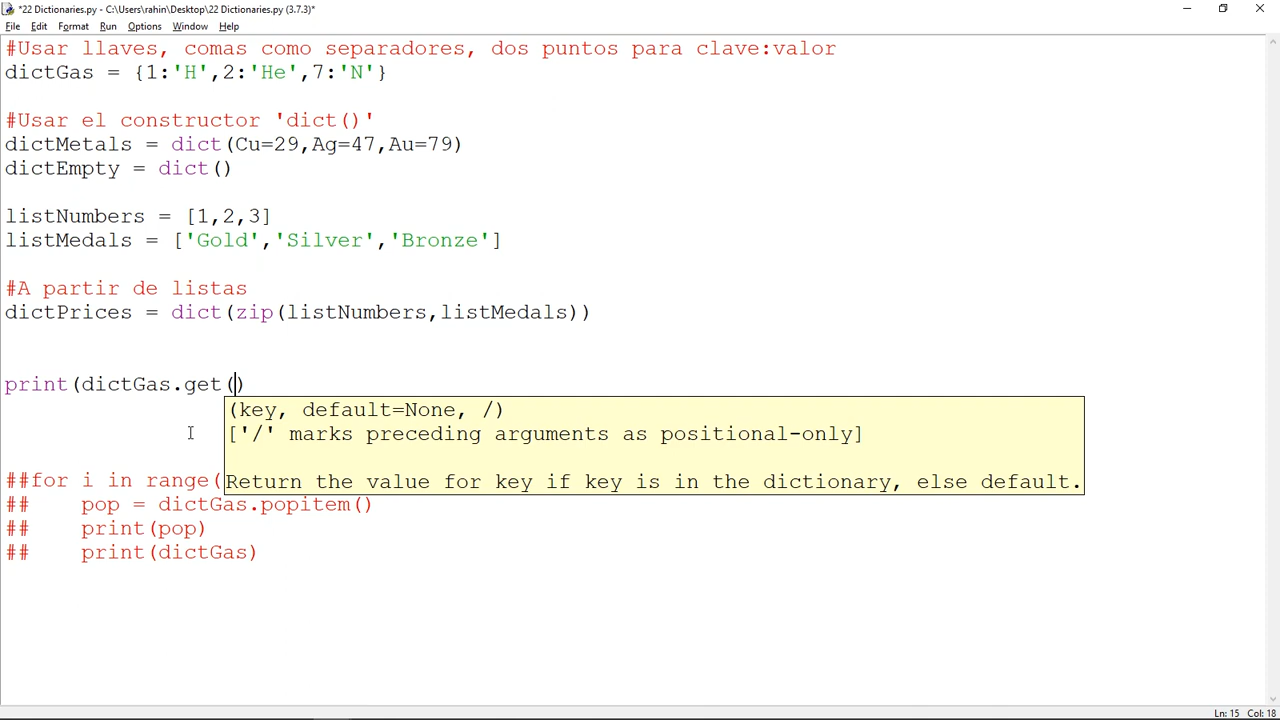 *22 Dictionaries.py - C:\Users\rahin\Desktop\22 Dictionaries.py (3.7.3)*
File Edit Format Run Options Window Help
#Usar llaves, comas como separadores, dos puntos para clave:valor
dictGas = {1:'H',2:'He',7:'N'}
#Usar el constructor 'dict()'
dictMetals = dict(Cu=29,Ag=47,Au=79)
dictEmpty = dict()
listNumbers = [1,2,3]
listMedals = ['Gold','Silver','Bronze']
#A partir de listas
dictPrices = dict(zip(listNumbers,listMedals))
print(dictGas.get()
(key, default=None, /)
['/' marks preceding arguments as positional-only]
##for i in range(
Return the value for key if key is in the dictionary, else default.
##    pop = dictGas.popitem()
##    print(pop)
##    print(dictGas)
Ln: 15 Col: 18